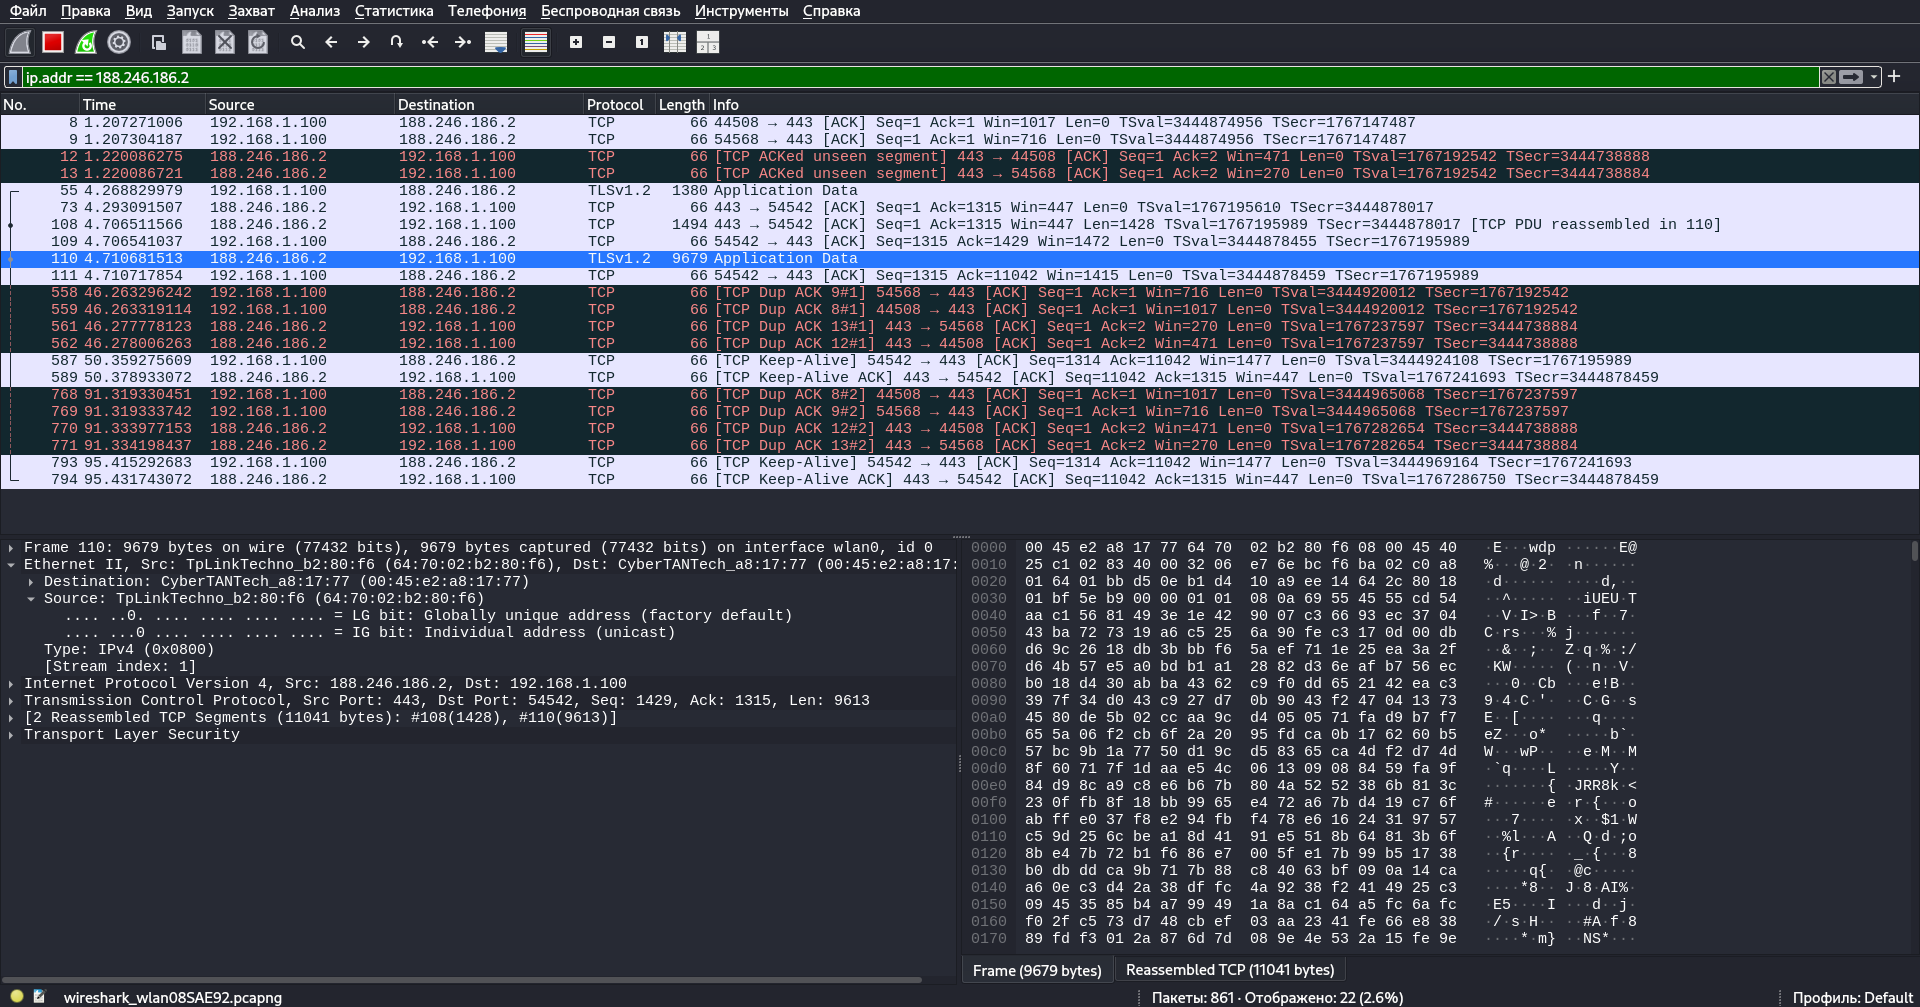 Файл Правка Вид Запуск Захват Анализ Статистика Телефония Беспроводная связь Инструменты Справка
ip.addr == 188.246.186.2
No. Time Source Destination Protocol Length Info
8 1.207271006 192.168.1.100 188.246.186.2 TCP 66 44508 → 443 [ACK] Seq=1 Ack=1 Win=1017 Len=0 TSval=3444874956 TSecr=1767147487
9 1.207304187 192.168.1.100 188.246.186.2 TCP 66 54568 → 443 [ACK] Seq=1 Ack=1 Win=716 Len=0 TSval=3444874956 TSecr=1767147487
12 1.220086275 188.246.186.2 192.168.1.100 TCP 66 [TCP ACKed unseen segment] 443 → 44508 [ACK] Seq=1 Ack=2 Win=471 Len=0 TSval=1767192542 TSecr=3444738888
13 1.220086721 188.246.186.2 192.168.1.100 TCP 66 [TCP ACKed unseen segment] 443 → 54568 [ACK] Seq=1 Ack=2 Win=270 Len=0 TSval=1767192542 TSecr=3444738884
55 4.268829979 192.168.1.100 188.246.186.2 TLSv1.2 1380 Application Data
73 4.293091507 188.246.186.2 192.168.1.100 TCP 66 443 → 54542 [ACK] Seq=1 Ack=1315 Win=447 Len=0 TSval=1767195610 TSecr=3444878017
108 4.706511566 188.246.186.2 192.168.1.100 TCP 1494 443 → 54542 [ACK] Seq=1 Ack=1315 Win=447 Len=1428 TSval=1767195989 TSecr=3444878017 [TCP PDU reassembled in 110]
109 4.706541037 192.168.1.100 188.246.186.2 TCP 66 54542 → 443 [ACK] Seq=1315 Ack=1429 Win=1472 Len=0 TSval=3444878455 TSecr=1767195989
110 4.710681513 188.246.186.2 192.168.1.100 TLSv1.2 9679 Application Data
111 4.710717854 192.168.1.100 188.246.186.2 TCP 66 54542 → 443 [ACK] Seq=1315 Ack=11042 Win=1415 Len=0 TSval=3444878459 TSecr=1767195989
558 46.263296242 192.168.1.100 188.246.186.2 TCP 66 [TCP Dup ACK 9#1] 54568 → 443 [ACK] Seq=1 Ack=1 Win=716 Len=0 TSval=3444920012 TSecr=1767192542
559 46.263319114 192.168.1.100 188.246.186.2 TCP 66 [TCP Dup ACK 8#1] 44508 → 443 [ACK] Seq=1 Ack=1 Win=1017 Len=0 TSval=3444920012 TSecr=1767192542
561 46.277778123 188.246.186.2 192.168.1.100 TCP 66 [TCP Dup ACK 13#1] 443 → 54568 [ACK] Seq=1 Ack=2 Win=270 Len=0 TSval=1767237597 TSecr=3444738884
562 46.278006263 188.246.186.2 192.168.1.100 TCP 66 [TCP Dup ACK 12#1] 443 → 44508 [ACK] Seq=1 Ack=2 Win=471 Len=0 TSval=1767237597 TSecr=3444738888
587 50.359275609 192.168.1.100 188.246.186.2 TCP 66 [TCP Keep-Alive] 54542 → 443 [ACK] Seq=1314 Ack=11042 Win=1477 Len=0 TSval=3444924108 TSecr=1767195989
589 50.378933072 188.246.186.2 192.168.1.100 TCP 66 [TCP Keep-Alive ACK] 443 → 54542 [ACK] Seq=11042 Ack=1315 Win=447 Len=0 TSval=1767241693 TSecr=3444878459
768 91.319330451 192.168.1.100 188.246.186.2 TCP 66 [TCP Dup ACK 8#2] 44508 → 443 [ACK] Seq=1 Ack=1 Win=1017 Len=0 TSval=3444965068 TSecr=1767237597
769 91.319333742 192.168.1.100 188.246.186.2 TCP 66 [TCP Dup ACK 9#2] 54568 → 443 [ACK] Seq=1 Ack=1 Win=716 Len=0 TSval=3444965068 TSecr=1767237597
770 91.333977153 188.246.186.2 192.168.1.100 TCP 66 [TCP Dup ACK 12#2] 443 → 44508 [ACK] Seq=1 Ack=2 Win=471 Len=0 TSval=1767282654 TSecr=3444738888
771 91.334198437 188.246.186.2 192.168.1.100 TCP 66 [TCP Dup ACK 13#2] 443 → 54568 [ACK] Seq=1 Ack=2 Win=270 Len=0 TSval=1767282654 TSecr=3444738884
793 95.415292683 192.168.1.100 188.246.186.2 TCP 66 [TCP Keep-Alive] 54542 → 443 [ACK] Seq=1314 Ack=11042 Win=1477 Len=0 TSval=3444969164 TSecr=1767241693
794 95.431743072 188.246.186.2 192.168.1.100 TCP 66 [TCP Keep-Alive ACK] 443 → 54542 [ACK] Seq=11042 Ack=1315 Win=447 Len=0 TSval=1767286750 TSecr=3444878459
Frame 110: 9679 bytes on wire (77432 bits), 9679 bytes captured (77432 bits) on interface wlan0, id 0
Ethernet II, Src: TpLinkTechno_b2:80:f6 (64:70:02:b2:80:f6), Dst: CyberTANTech_a8:17:77 (00:45:e2:a8:17:
Destination: CyberTANTech_a8:17:77 (00:45:e2:a8:17:77)
Source: TpLinkTechno_b2:80:f6 (64:70:02:b2:80:f6)
.... ..0. .... .... .... .... = LG bit: Globally unique address (factory default)
.... ...0 .... .... .... .... = IG bit: Individual address (unicast)
Type: IPv4 (0x0800)
[Stream index: 1]
Internet Protocol Version 4, Src: 188.246.186.2, Dst: 192.168.1.100
Transmission Control Protocol, Src Port: 443, Dst Port: 54542, Seq: 1429, Ack: 1315, Len: 9613
[2 Reassembled TCP Segments (11041 bytes): #108(1428), #110(9613)]
Transport Layer Security
0000 00 45 e2 a8 17 77 64 70 02 b2 80 f6 08 00 45 40 ·E···wdp ······E@
0010 25 c1 02 83 40 00 32 06 e7 6e bc f6 ba 02 c0 a8 %···@·2· ·n······
0020 01 64 01 bb d5 0e b1 d4 10 a9 ee 14 64 2c 80 18 ·d······ ····d,··
0030 01 bf 5e b9 00 00 01 01 08 0a 69 55 45 55 cd 54 ··^····· ··iUEU·T
0040 aa c1 56 81 49 3e 1e 42 90 07 c3 66 93 ec 37 04 ··V·I>·B ···f··7·
0050 43 ba 72 73 19 a6 c5 25 6a 90 fe c3 17 0d 00 db C·rs···% j·······
0060 d6 9c 26 18 db 3b bb f6 5a ef 71 1e 25 ea 3a 2f ··&··;·· Z·q·%·:/
0070 d6 4b 57 e5 a0 bd b1 a1 28 82 d3 6e af b7 56 ec ·KW····· (··n··V·
0080 b0 18 d4 30 ab ba 43 62 c9 f0 dd 65 21 42 ea c3 ···0··Cb ···e!B··
0090 39 7f 34 d0 43 c9 27 d7 0b 90 43 f2 47 04 13 73 9·4·C·'· ··C·G··s
00a0 45 80 de 5b 02 cc aa 9c d4 05 05 71 fa d9 b7 f7 E··[···· ···q····
00b0 65 5a 06 f2 cb 6f 2a 20 95 fd ca 0b 17 62 60 b5 eZ···o* ·····b`·
00c0 57 bc 9b 1a 77 50 d1 9c d5 83 65 ca 4d f2 d7 4d W···wP·· ··e·M··M
00d0 8f 60 71 7f 1d aa e5 4c 06 13 09 08 84 59 fa 9f ·`q····L ·····Y··
00e0 84 d9 8c a9 c8 e6 b6 7b 80 4a 52 52 38 6b 81 3c ·······{ ·JRR8k·<
00f0 23 0f fb 8f 18 bb 99 65 e4 72 a6 7b d4 19 c7 6f #······e ·r·{···o
0100 ab ff e0 37 f8 e2 94 fb f4 78 e6 16 24 31 97 57 ···7···· ·x··$1·W
0110 c5 9d 25 6c be a1 8d 41 91 e5 51 8b 64 81 3b 6f ··%l···A ··Q·d·;o
0120 8b e4 7b 72 b1 f6 86 e7 00 5f e1 7b 99 b5 17 38 ··{r···· ·_·{···8
0130 b0 db dd ca 9b 71 7b 88 c8 40 63 bf 09 0a 14 ca ·····q{· ·@c·····
0140 a6 0e c3 d4 2a 38 df fc 4a 92 38 f2 41 49 25 c3 ····*8·· J·8·AI%·
0150 09 45 35 85 b4 a7 99 49 1a 8a c1 64 a5 fc 6a fc ·E5····I ···d··j·
0160 f0 2f c5 73 d7 48 cb ef 03 aa 23 41 fe 66 e8 38 ·/·s·H·· ··#A·f·8
0170 89 fd f3 01 2a 87 6d 7d 08 9e 4e 53 2a 15 fe 9e ····*·m} ··NS*···
Frame (9679 bytes) Reassembled TCP (11041 bytes)
wireshark_wlan08SAE92.pcapng Пакеты: 861 · Отображено: 22 (2.6%) Профиль: Default